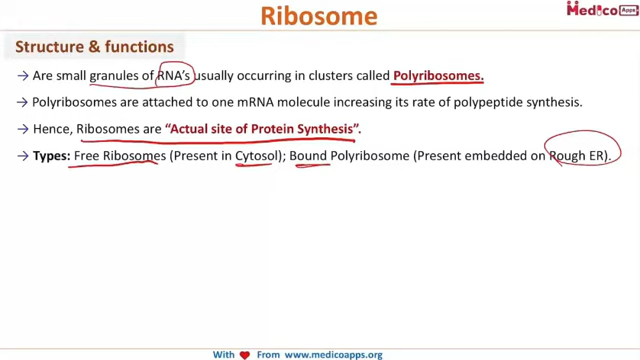 Ribosome
Medico Apps
Structure & functions
→ Are small granules of RNA's usually occurring in clusters called Polyribosomes.
→ Polyribosomes are attached to one mRNA molecule increasing its rate of polypeptide synthesis.
→ Hence, Ribosomes are “Actual site of Protein Synthesis”.
→ Types: Free Ribosomes (Present in Cytosol); Bound Polyribosome (Present embedded on Rough ER).
With ❤ From www.medicoapps.org